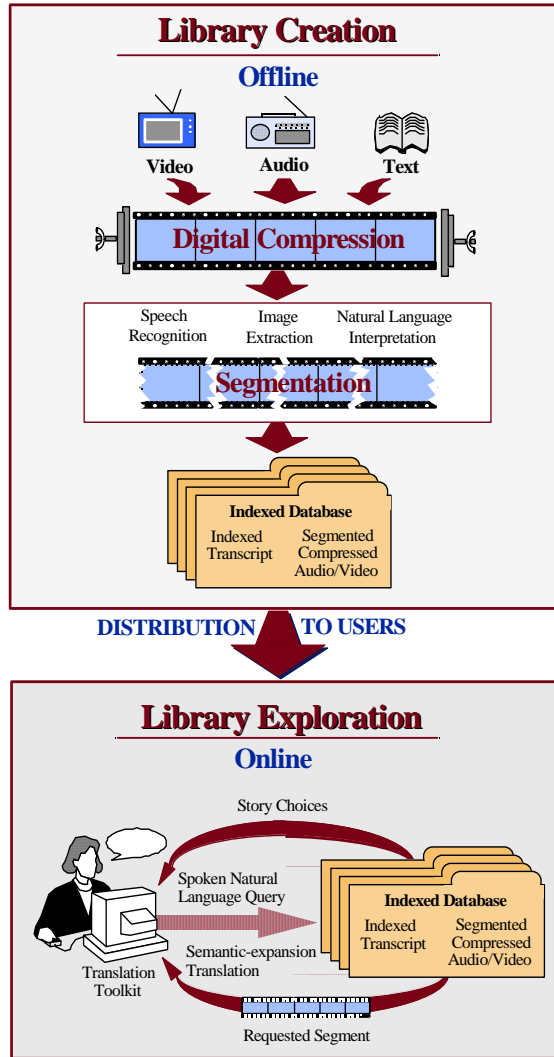 Library Creation
Offline
Video
Audio
Text
Digital Compression
Speech
Recognition
Image
Extraction
Natural Language
Interpretation
Segmentation
Indexed Database
Indexed
Transcript
Segmented
Compressed
Audio/Video
DISTRIBUTION TO USERS
Library Exploration
Online
Story Choices
Spoken Natural
Language Query
Semantic-expansion
Translation
Translation
Toolkit
Indexed Database
Indexed
Transcript
Segmented
Compressed
Audio/Video
Requested Segment